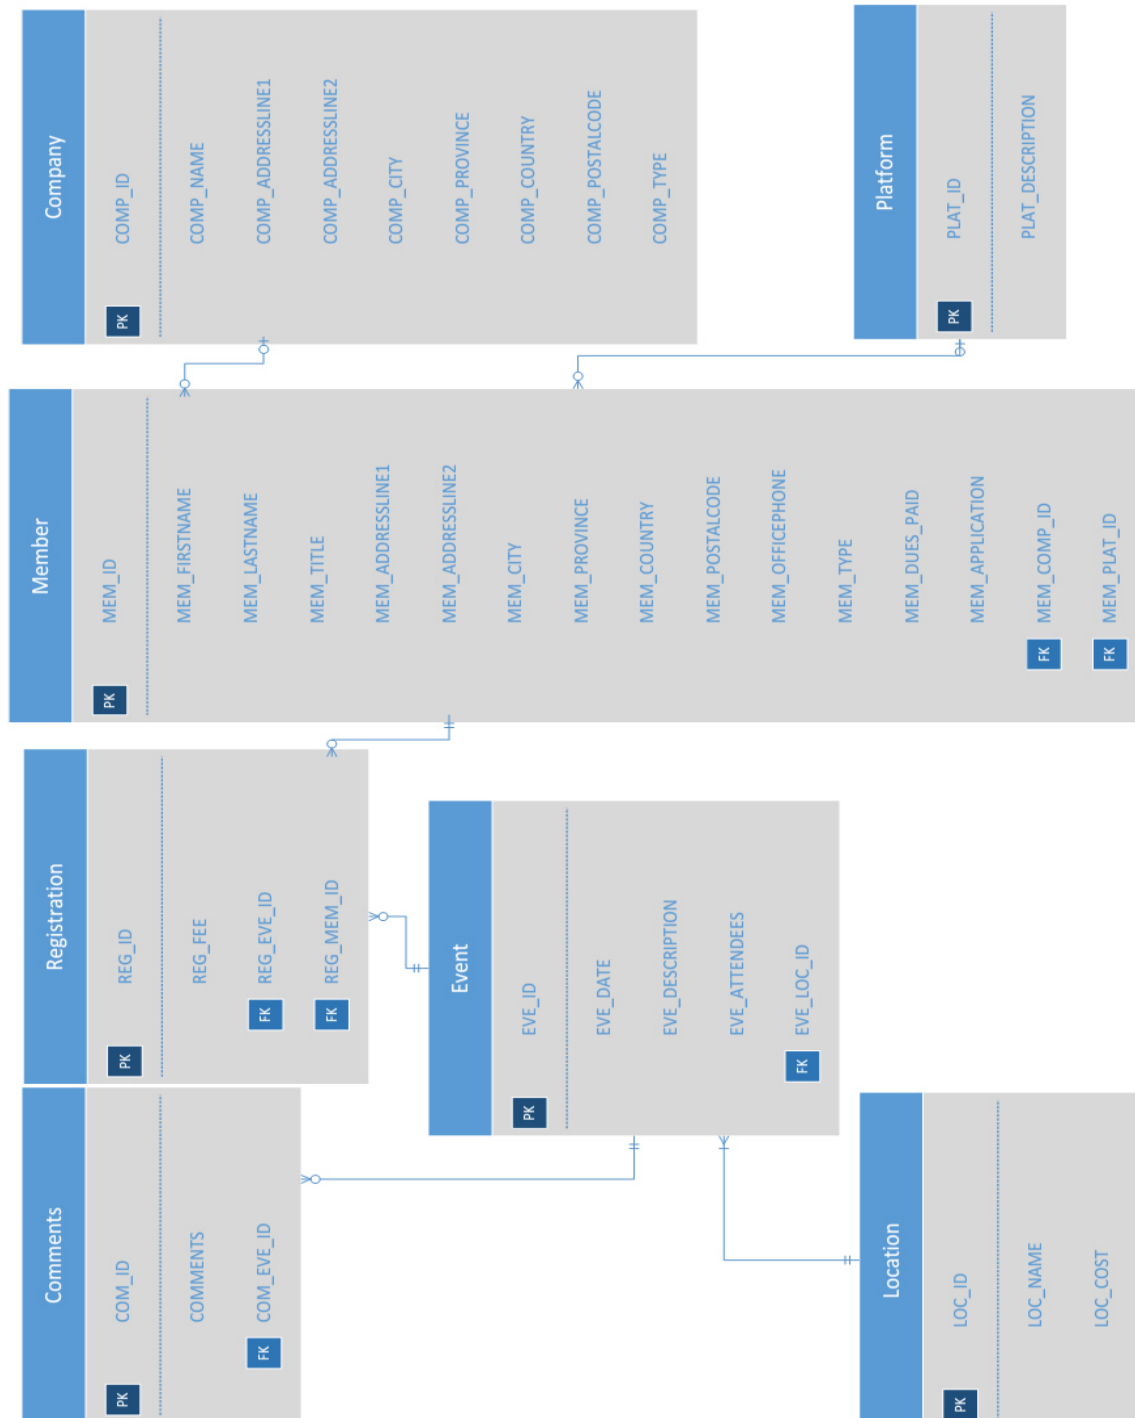 Company
PK COMP_ID
COMP_NAME
COMP_ADDRESSLINE1
COMP_ADDRESSLINE2
COMP_CITY
COMP_PROVINCE
COMP_COUNTRY
COMP_POSTALCODE
COMP_TYPE
Platform
PK PLAT_ID
PLAT_DESCRIPTION
Member
PK MEM_ID
MEM_FIRSTNAME
MEM_LASTNAME
MEM_TITLE
MEM_ADDRESSLINE1
MEM_ADDRESSLINE2
MEM_CITY
MEM_PROVINCE
MEM_COUNTRY
MEM_POSTALCODE
MEM_OFFICEPHONE
MEM_TYPE
MEM_DUES_PAID
MEM_APPLICATION
FK MEM_COMP_ID
FK MEM_PLAT_ID
Registration
PK REG_ID
REG_FEE
FK REG_EVE_ID
FK REG_MEM_ID
Event
PK EVE_ID
EVE_DATE
EVE_DESCRIPTION
EVE_ATTENDEES
FK EVE_LOC_ID
Comments
PK COM_ID
COMMENTS
FK COM_EVE_ID
Location
PK LOC_ID
LOC_NAME
LOC_COST